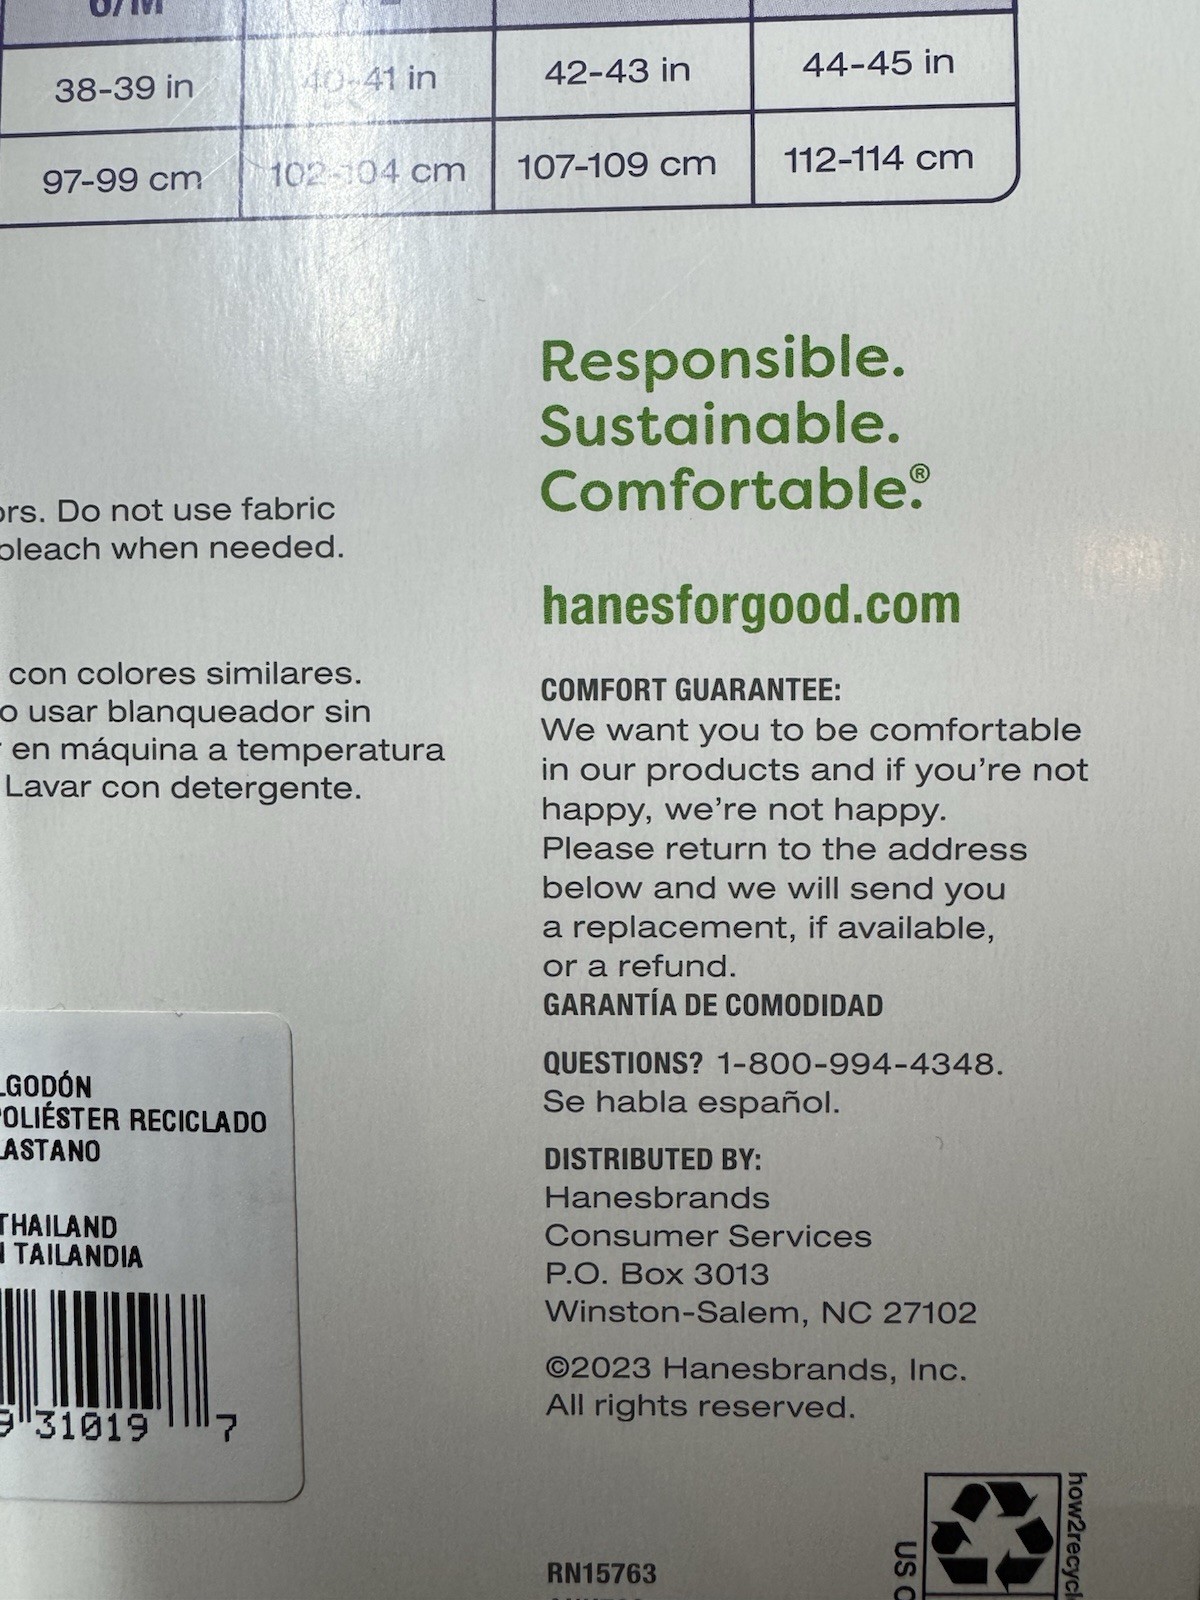 6/M
38-39 in 40-41 in 42-43 in 44-45 in
97-99 cm 102-104 cm 107-109 cm 112-114 cm
Responsible.
Sustainable.
Comfortable.®
hanesforgood.com
ors. Do not use fabric
bleach when needed.
con colores similares.
o usar blanqueador sin
en máquina a temperatura
Lavar con detergente.
COMFORT GUARANTEE:
We want you to be comfortable
in our products and if you're not
happy, we're not happy.
Please return to the address
below and we will send you
a replacement, if available,
or a refund.
GARANTÍA DE COMODIDAD
QUESTIONS? 1-800-994-4348.
Se habla español.
DISTRIBUTED BY:
Hanesbrands
Consumer Services
P.O. Box 3013
Winston-Salem, NC 27102
©2023 Hanesbrands, Inc.
All rights reserved.
LGODÓN
POLIÉSTER RECICLADO
LASTANO
THAILAND
N TAILANDIA
9 31019 7
RN15763
how2recycl
US C